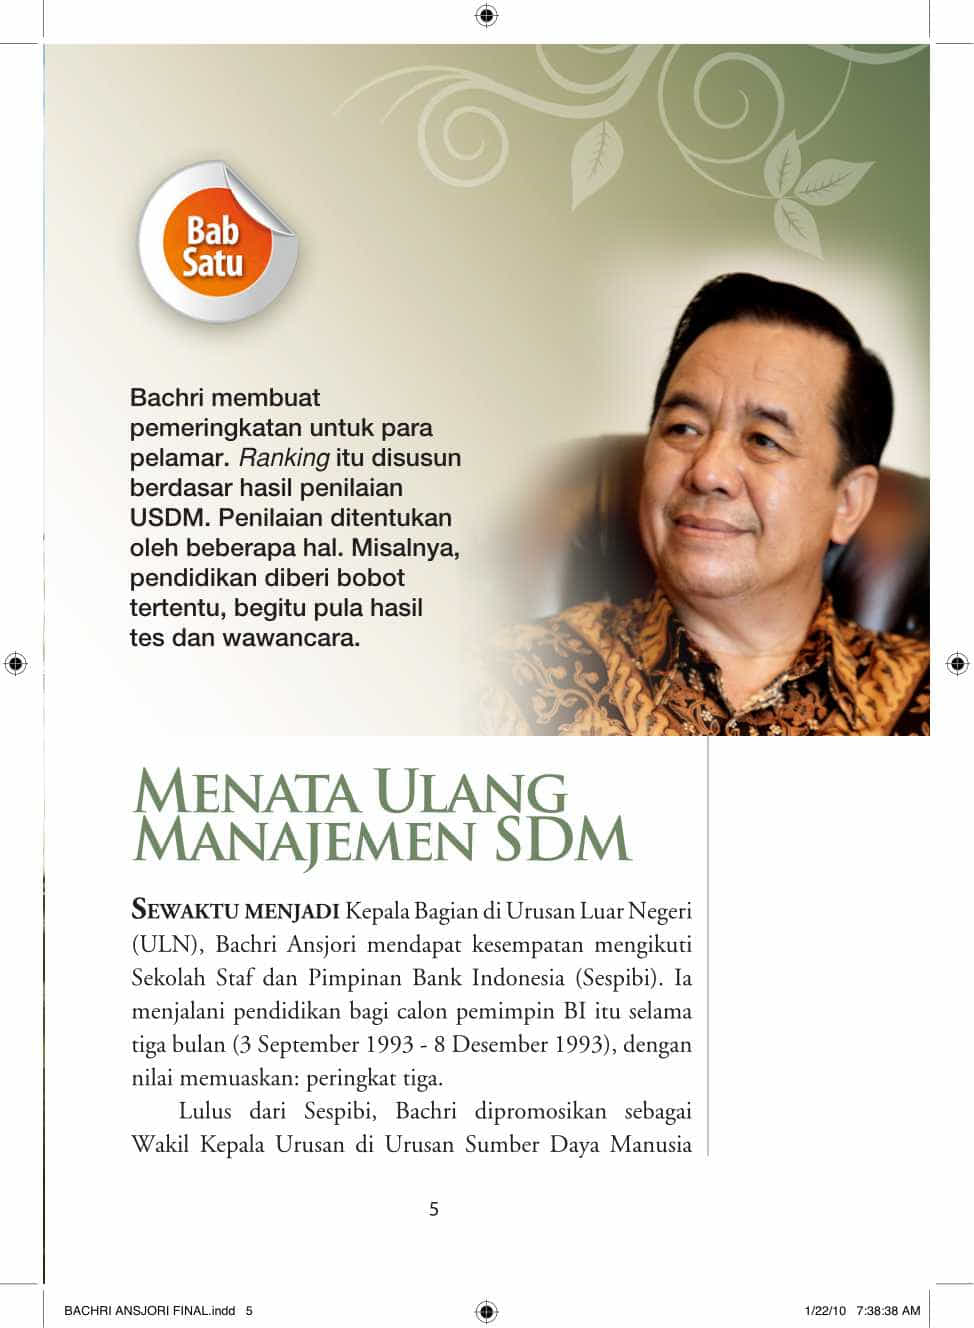 Bab
Satu
Bachri membuat
pemeringkatan untuk para
pelamar. Ranking itu disusun
berdasar hasil penilaian
USDM. Penilaian ditentukan
oleh beberapa hal. Misalnya,
pendidikan diberi bobot
tertentu, begitu pula hasil
tes dan wawancara.
MENATA ULANG
MANAJEMEN SDM
SEWAKTU MENJADI Kepala Bagian di Urusan Luar Negeri
(ULN), Bachri Ansjori mendapat kesempatan mengikuti
Sekolah Staf dan Pimpinan Bank Indonesia (Sespibi). Ia
menjalani pendidikan bagi calon pemimpin BI itu selama
tiga bulan (3 September 1993 - 8 Desember 1993), dengan
nilai memuaskan: peringkat tiga.
Lulus dari Sespibi, Bachri dipromosikan sebagai
Wakil Kepala Urusan di Urusan Sumber Daya Manusia
5
BACHRI ANSJORI FINAL.indd 5
1/22/10 7:38:38 AM